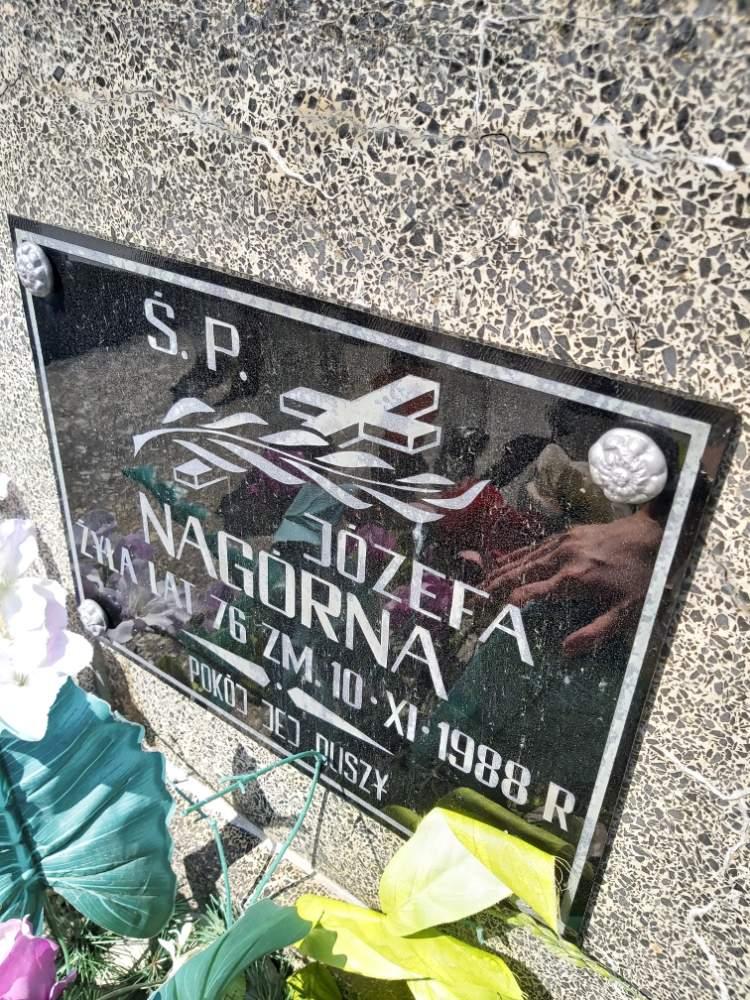 Ś.P.
JÓZEFA
NAGÓRNA
ŻYŁA LAT 76 ZM. 10·XI·1988 R
POKÓJ JEJ DUSZY